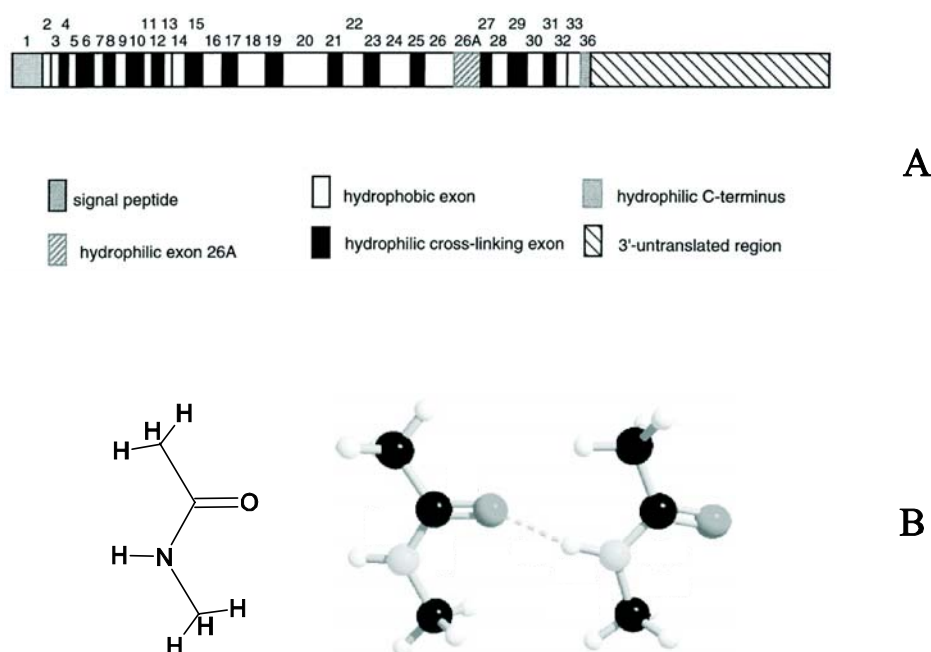 2 4 11 13 15 22 27 29 31 33
1 3 5 6 7 8 9 10 12 14 16 17 18 19 20 21 23 24 25 26 26A 28 30 32 36
A
signal peptide
hydrophobic exon
hydrophilic C-terminus
hydrophilic exon 26A
hydrophilic cross-linking exon
3'-untranslated region
H
H H
C O
H N
H
H H
B